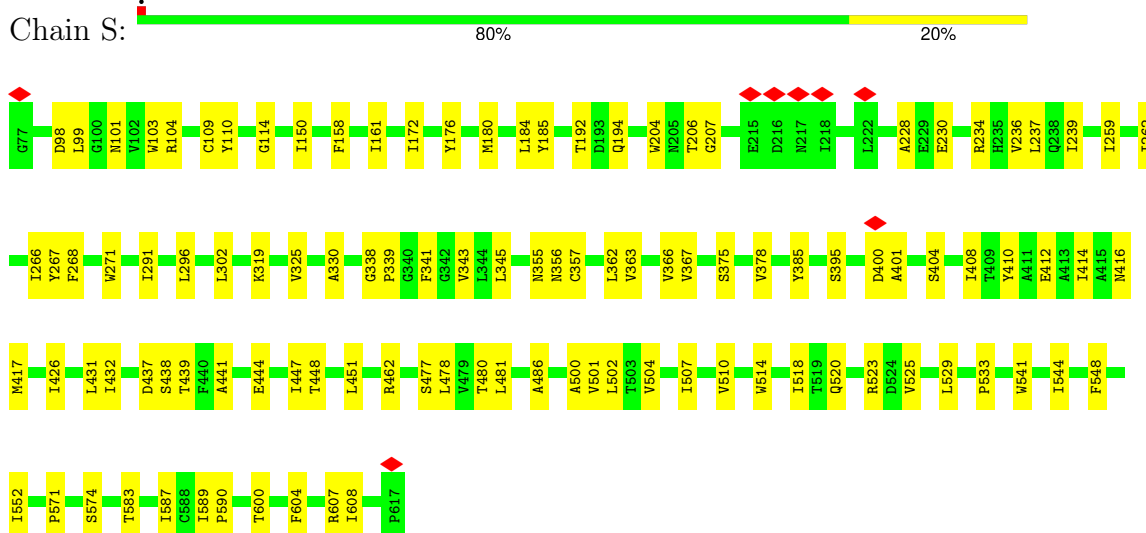 Chain S:
80% 20%
G77 D98 L99 G100 N101 V102 W103 R104 C109 Y110 G114 I150 F158 I161 I172 Y176 M180 L184 Y185 T192 D193 Q194 W204 N205 T206 G207 E215 D216 N217 I218 L222 A228 E229 E230 R234 H235 V236 L237 Q238 I239 I259
I266 Y267 F268 W271 I291 L296 L302 K319 V325 A330 G338 P339 G340 F341 G342 V343 L344 L345 N355 N356 C357 L362 V363 V366 V367 S375 V378 Y385 S395 D400 A401 S404 I408 T409 Y410 A411 E412 A413 I414 A415 N416
M417 I426 L431 I432 D437 S438 T439 F440 A441 E444 I447 T448 L451 R462 S477 L478 V479 T480 L481 A486 A500 V501 L502 T503 V504 I507 V510 W514 I518 T519 Q520 R523 D524 V525 L529 P533 W541 I544 F548
I552 P571 S574 T583 I587 C588 I589 P590 T600 F604 R607 I608 P617